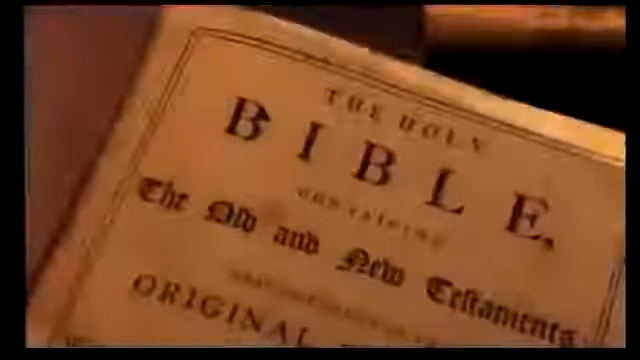 THE HOLY
BIBLE,
CONTAINING
The Old and New Testaments
ORIGINAL